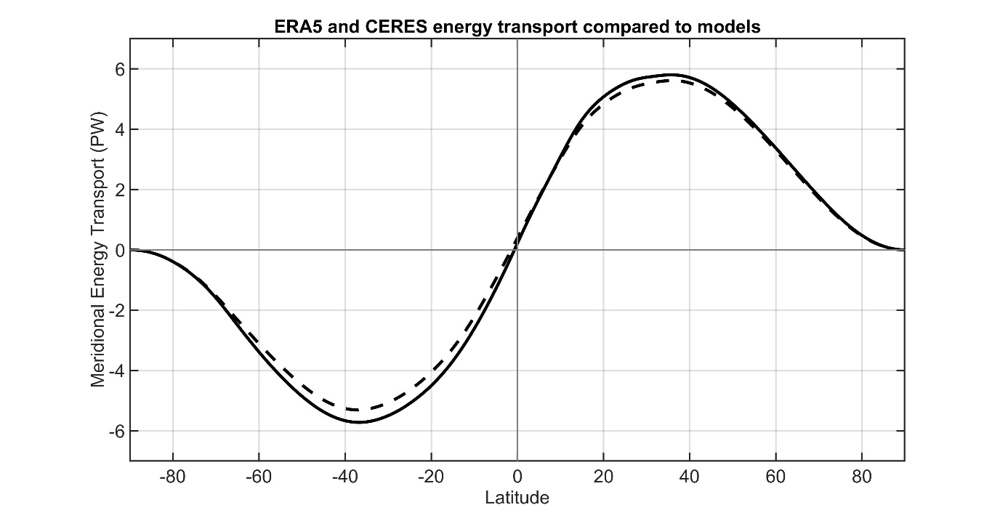 ERA5 and CERES energy transport compared to models
Meridional Energy Transport (PW)
6
4
2
0
-2
-4
-6
-80 -60 -40 -20 0 20 40 60 80
Latitude